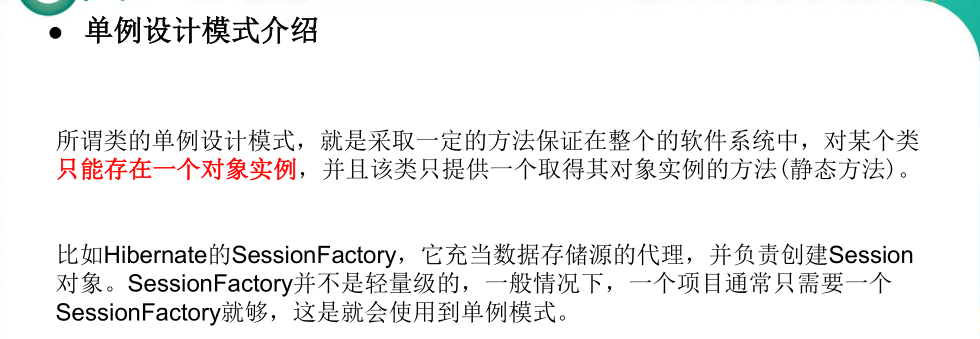 ● 单例设计模式介绍
所谓类的单例设计模式，就是采取一定的方法保证在整个的软件系统中，对某个类
只能存在一个对象实例，并且该类只提供一个取得其对象实例的方法(静态方法)。
比如Hibernate的SessionFactory，它充当数据存储源的代理，并负责创建Session
对象。SessionFactory并不是轻量级的，一般情况下，一个项目通常只需要一个
SessionFactory就够，这是就会使用到单例模式。